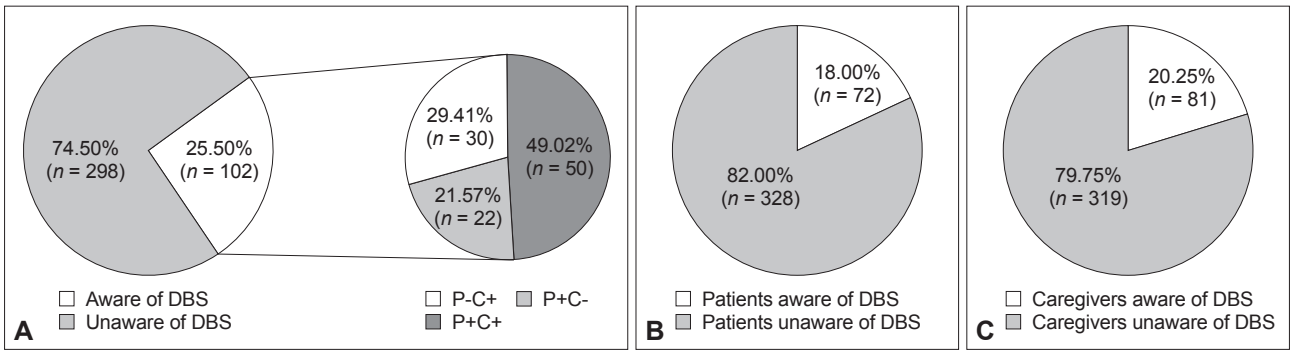 74.50%
(n = 298)
25.50%
(n = 102)
29.41%
(n = 30)
49.02%
(n = 50)
21.57%
(n = 22)
Aware of DBS
Unaware of DBS
P-C+ P+C-
P+C+
A
18.00%
(n = 72)
82.00%
(n = 328)
Patients aware of DBS
Patients unaware of DBS
B
20.25%
(n = 81)
79.75%
(n = 319)
Caregivers aware of DBS
Caregivers unaware of DBS
C